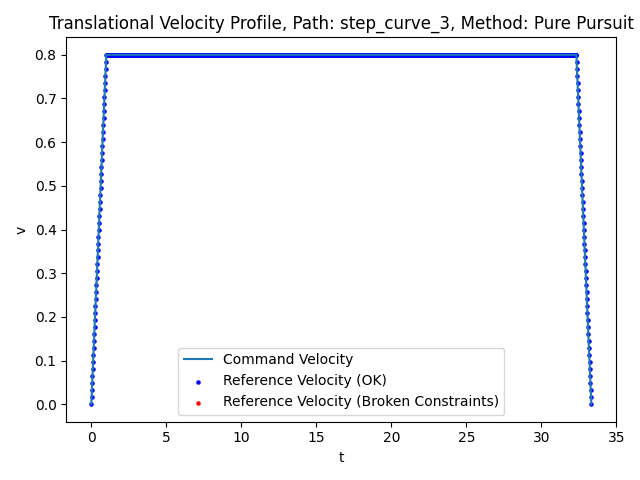 Translational Velocity Profile, Path: step_curve_3, Method: Pure Pursuit
0.8
0.7
0.6
0.5
0.4
0.3
0.2
0.1
0.0
v
Command Velocity
Reference Velocity (OK)
Reference Velocity (Broken Constraints)
0 5 10 15 20 25 30 35
t